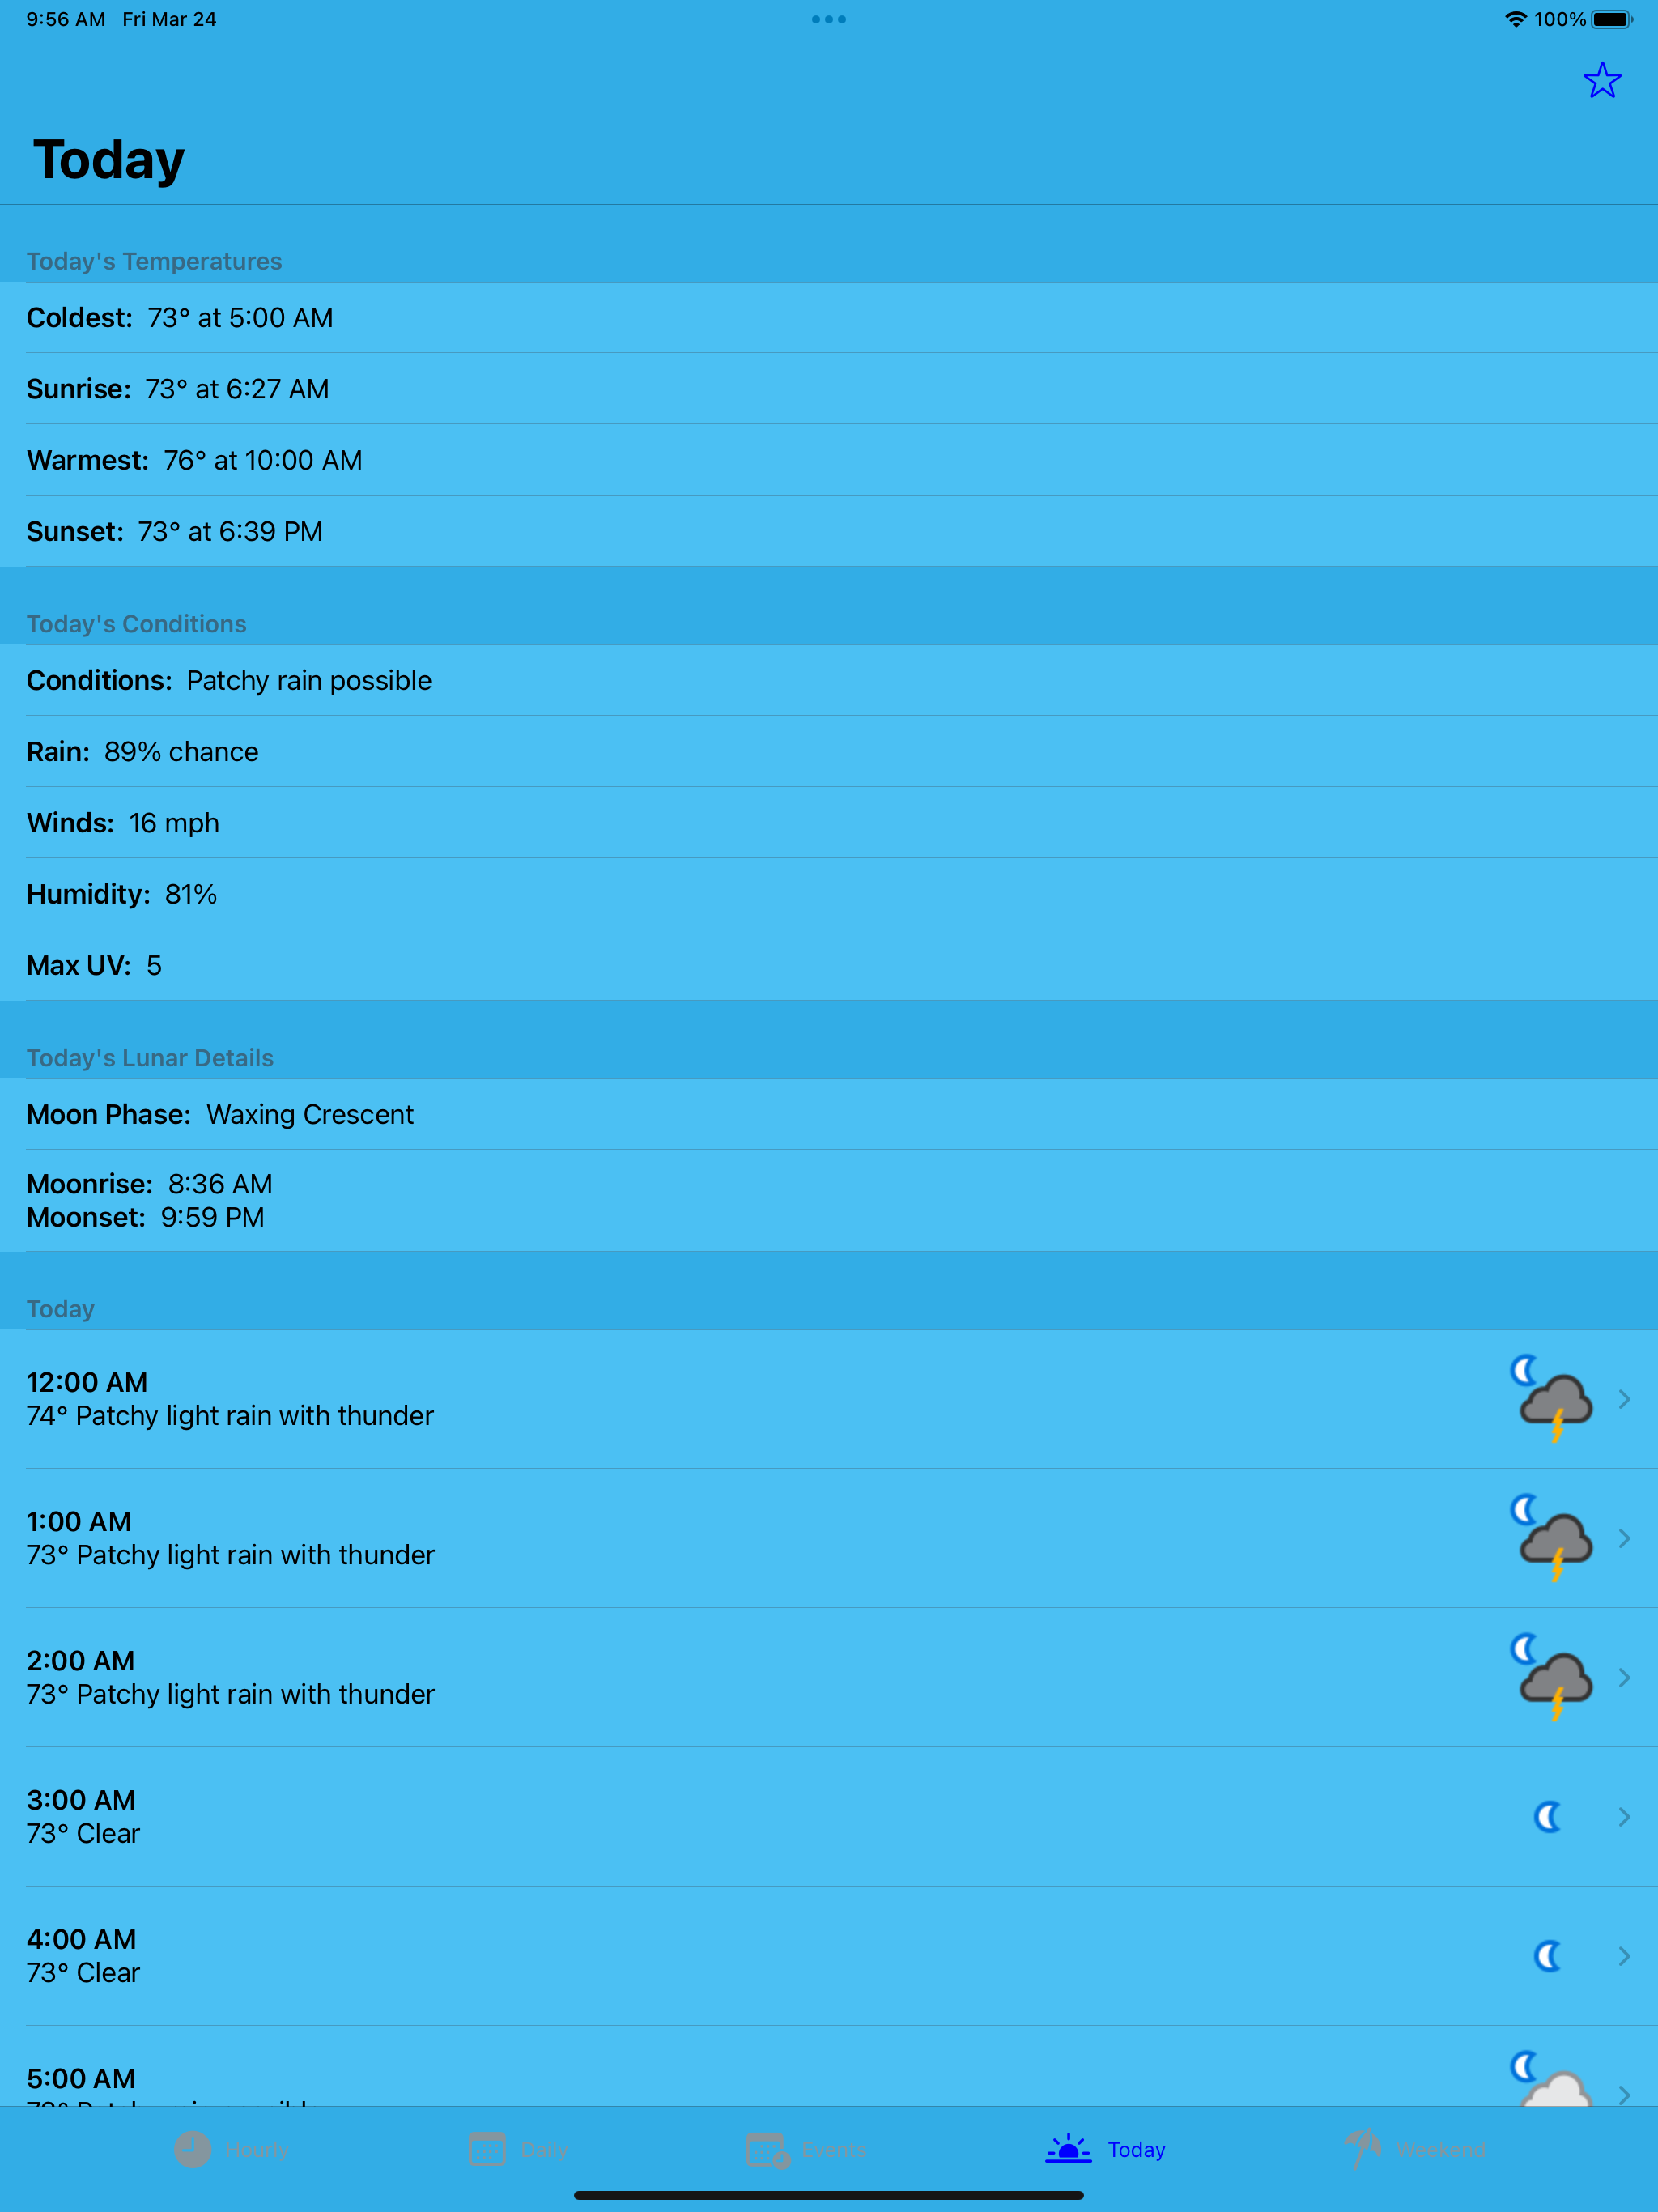 9:56 AM Fri Mar 24
100%
Today
Today's Temperatures
Coldest: 73° at 5:00 AM
Sunrise: 73° at 6:27 AM
Warmest: 76° at 10:00 AM
Sunset: 73° at 6:39 PM
Today's Conditions
Conditions: Patchy rain possible
Rain: 89% chance
Winds: 16 mph
Humidity: 81%
Max UV: 5
Today's Lunar Details
Moon Phase: Waxing Crescent
Moonrise: 8:36 AM
Moonset: 9:59 PM
Today
12:00 AM
74° Patchy light rain with thunder
1:00 AM
73° Patchy light rain with thunder
2:00 AM
73° Patchy light rain with thunder
3:00 AM
73° Clear
4:00 AM
73° Clear
5:00 AM
73° Patchy rain possible
Hourly Daily Events Today Weekend